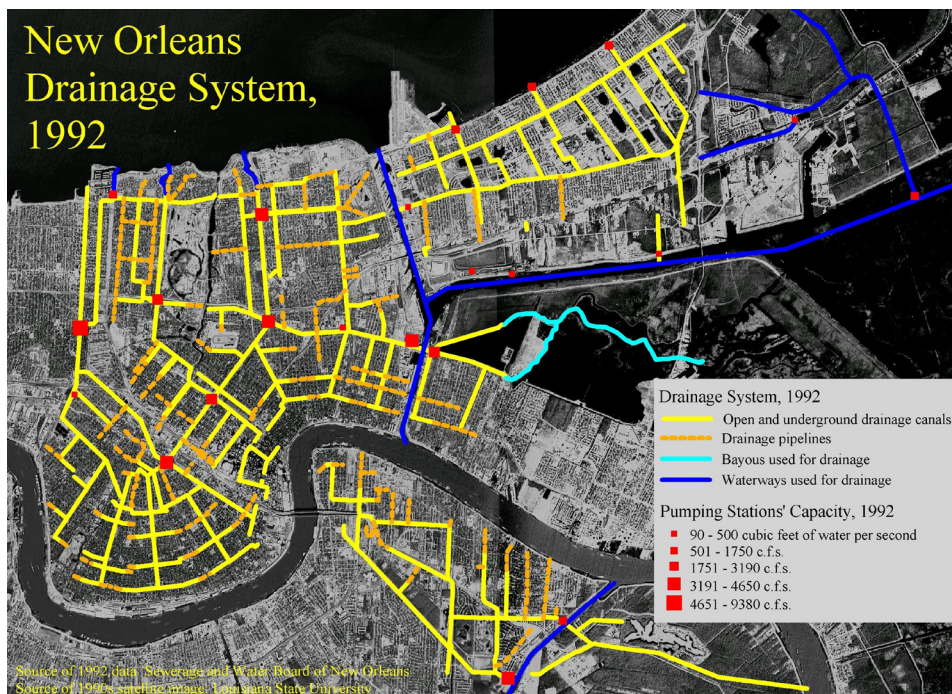 New Orleans
Drainage System,
1992
Drainage System, 1992
Open and underground drainage canals
Drainage pipelines
Bayous used for drainage
Waterways used for drainage
Pumping Stations' Capacity, 1992
90 - 500 cubic feet of water per second
501 - 1750 c.f.s.
1751 - 3190 c.f.s.
3191 - 4650 c.f.s.
4651 - 9380 c.f.s.
Source of 1992 data: Sewerage and Water Board of New Orleans
Source of 1990s satellite image: Louisiana State University